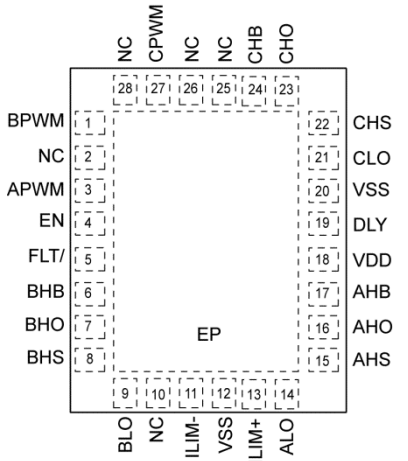 NC CPWM NC NC CHB CHO
28 27 26 25 24 23
BPWM 1 22 CHS
NC 2 21 CLO
APWM 3 20 VSS
EN 4 19 DLY
FLT/ 5 18 VDD
BHB 6 17 AHB
BHO 7 16 AHO
BHS 8 15 AHS
EP
9 10 11 12 13 14
BLO NC ILIM- VSS LIM+ ALO